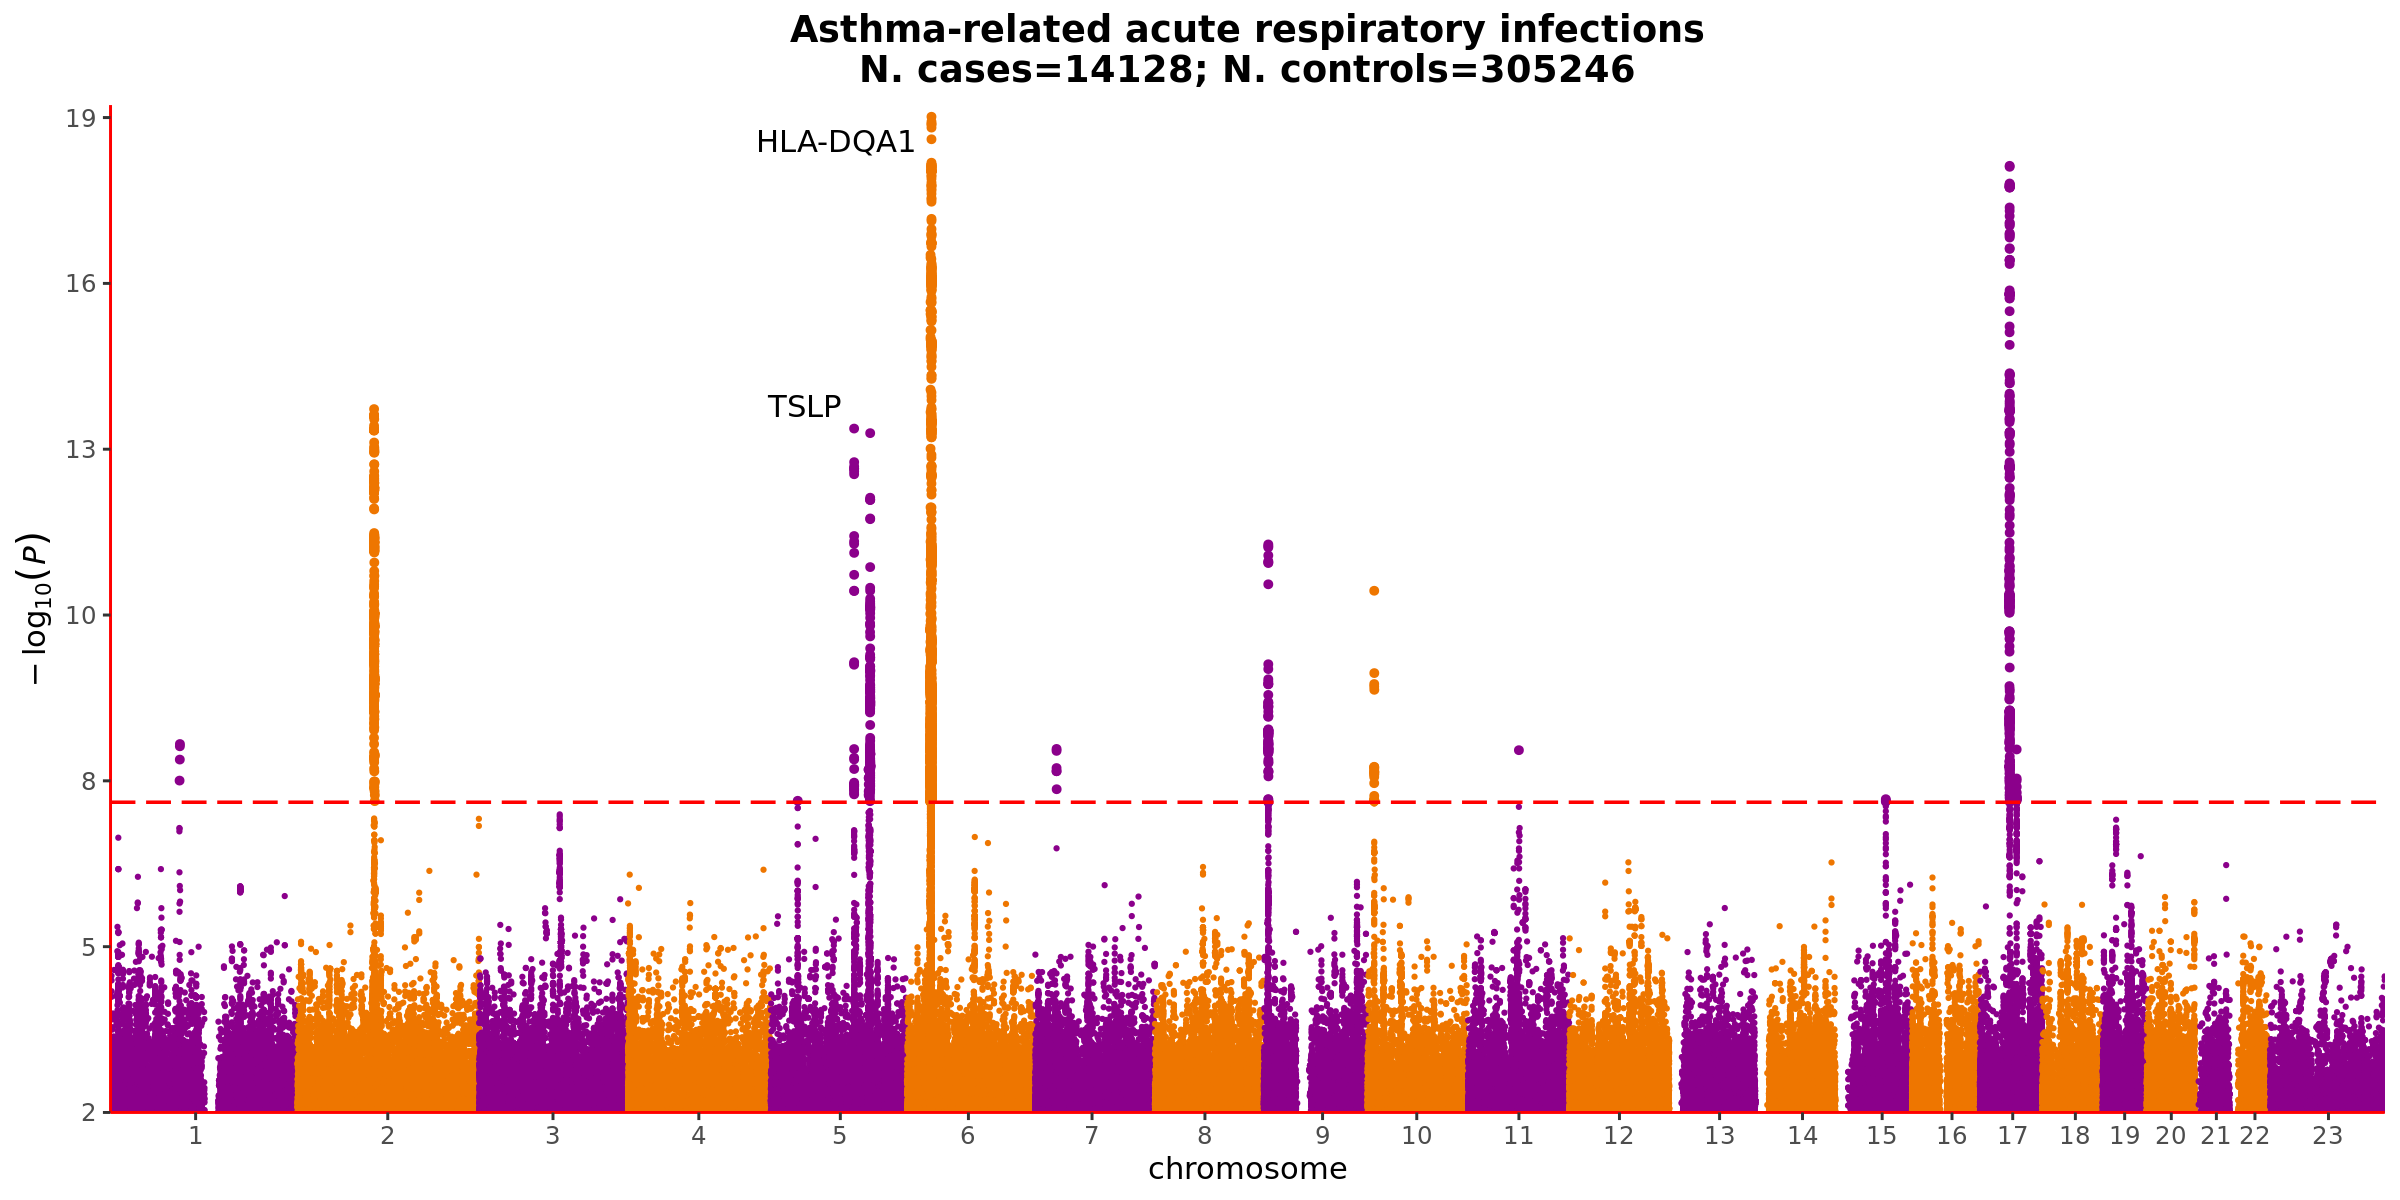 Asthma-related acute respiratory infections
N. cases=14128; N. controls=305246
19
HLA-DQA1
16
TSLP
13
10
8
5
2
−log10(P)
1 2 3 4 5 6 7 8 9 10 11 12 13 14 15 16 17 18 19 20 21 22 23
chromosome